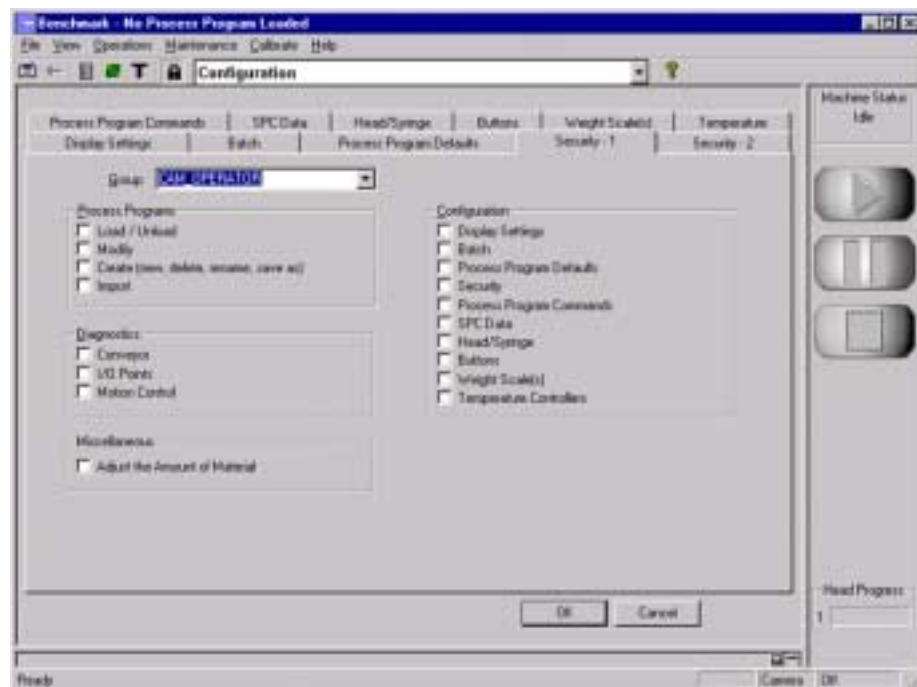 Benchmark - No Process Program Loaded
File View Operations Maintenance Calibrate Help
Configuration
Machine Status
Idle
Process Program Commands SPC Data Head/Syringe Buttons Weight Scale(s) Temperature
Display Settings Batch Process Program Defaults Security - 1 Security - 2
Group: CAM_OPERATOR
Process Programs
Load / Unload
Modify
Create (new, delete, rename, save as)
Import
Diagnostics
Conveyor
I/O Points
Motion Control
Miscellaneous
Adjust the Amount of Material
Configuration
Display Settings
Batch
Process Program Defaults
Security
Process Program Commands
SPC Data
Head/Syringe
Buttons
Weight Scale(s)
Temperature Controllers
OK Cancel
Head Progress
1
Ready Camera Off